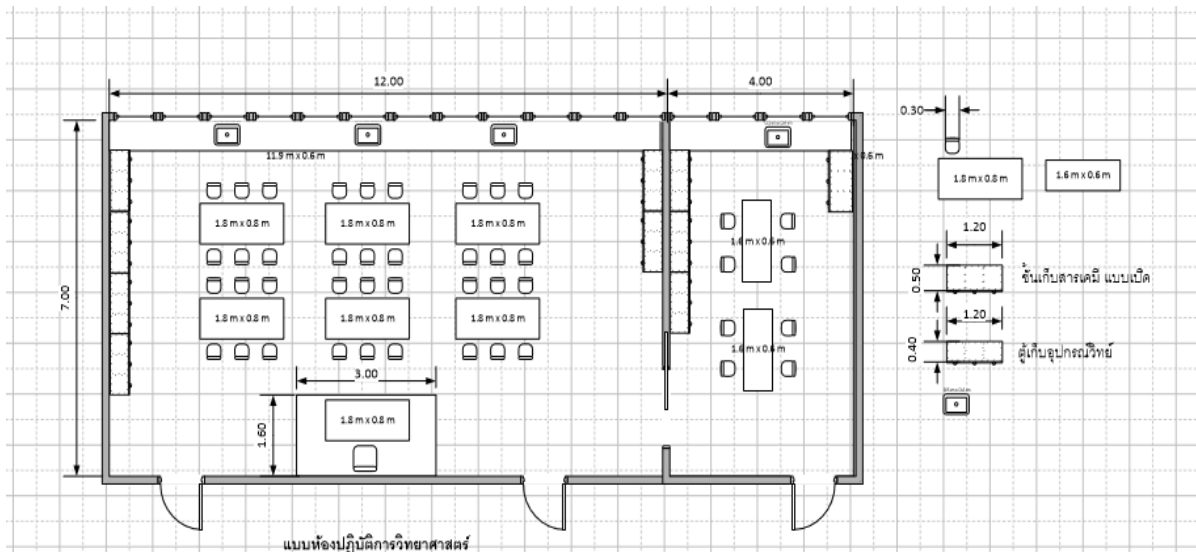 12.00
4.00
0.30
11.9 m x 0.6 m
x 0.6 m
1.8 m x 0.8 m
1.6 m x 0.6 m
1.8 m x 0.8 m
1.8 m x 0.8 m
1.8 m x 0.8 m
1.20
1.6 m x 0.6 m
0.50
ชั้นเก็บสารเคมี แบบเปิด
7.00
1.20
1.8 m x 0.8 m
1.8 m x 0.8 m
1.8 m x 0.8 m
0.40
ตู้เก็บอุปกรณ์วิทย์
1.6 m x 0.6 m
3.00
1.60
1.8 m x 0.8 m
แบบห้องปฏิบัติการวิทยาศาสตร์